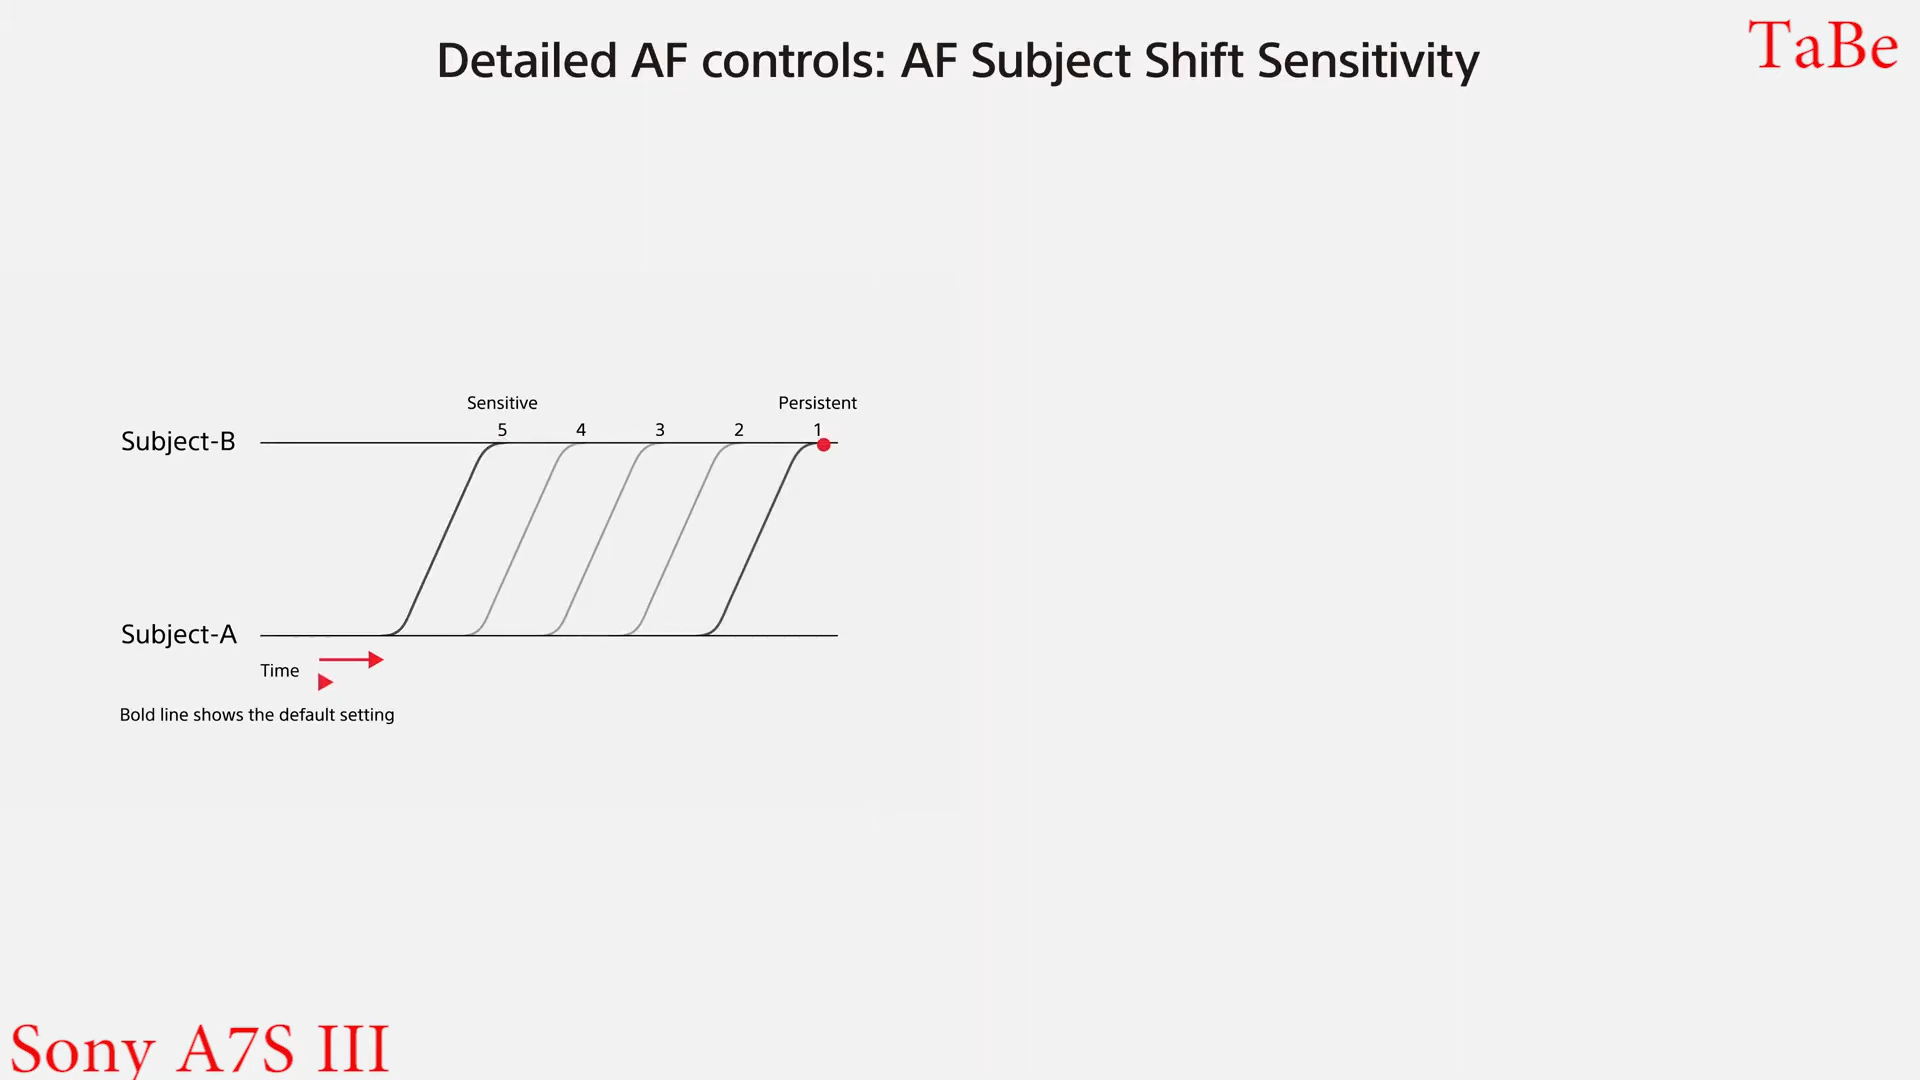 Detailed AF controls: AF Subject Shift Sensitivity
TaBe
Sensitive
Persistent
5 4 3 2 1
Subject-B
Subject-A
Time
Bold line shows the default setting
Sony A7S III